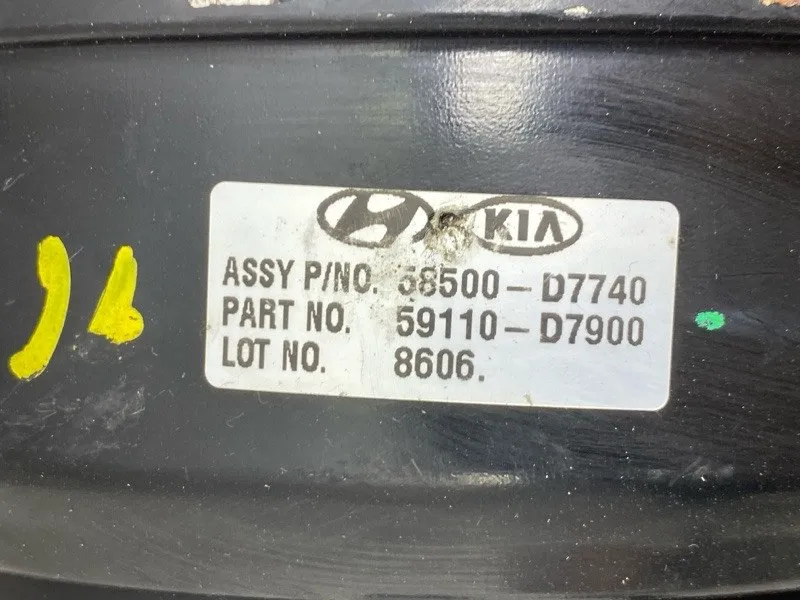 KIA
ASSY P/NO. 58500-D7740
PART NO. 59110-D7900
LOT NO. 8606.